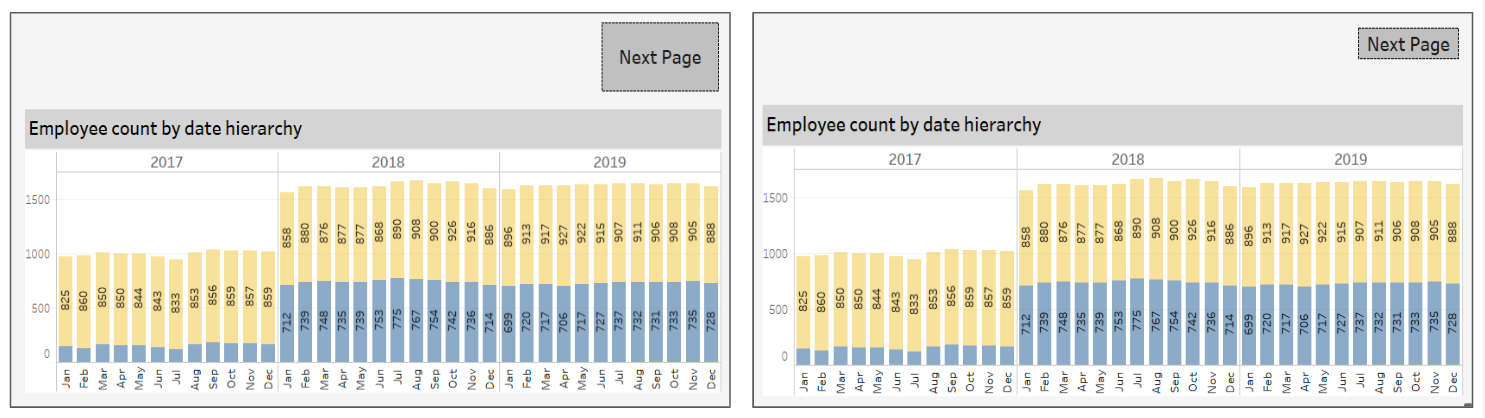 Next Page
Employee count by date hierarchy
2017 2018 2019
1500
1000
500
0
825 860 850 850 844 843 833 853 856 859 857 859 858 880 876 877 877 868 890 908 900 926 916 886 896 913 917 927 922 915 907 911 906 908 905 888
712 739 748 735 739 753 775 767 754 742 736 714 699 720 717 706 717 727 737 732 731 733 735 728
Jan Feb Mar Apr May Jun Jul Aug Sep Oct Nov Dec Jan Feb Mar Apr May Jun Jul Aug Sep Oct Nov Dec Jan Feb Mar Apr May Jun Jul Aug Sep Oct Nov Dec
Next Page
Employee count by date hierarchy
2017 2018 2019
1500
1000
500
0
825 860 850 850 844 843 833 853 856 859 857 859 858 880 876 877 877 868 890 908 900 926 916 886 896 913 917 927 922 915 907 911 906 908 905 888
712 739 748 735 739 753 775 767 754 742 736 714 699 720 717 706 717 727 737 732 731 733 735 728
Jan Feb Mar Apr May Jun Jul Aug Sep Oct Nov Dec Jan Feb Mar Apr May Jun Jul Aug Sep Oct Nov Dec Jan Feb Mar Apr May Jun Jul Aug Sep Oct Nov Dec